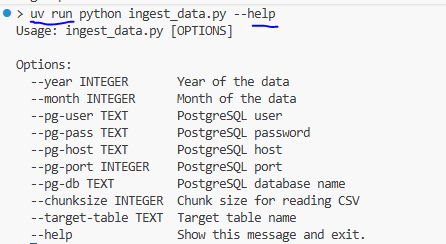 > uv run python ingest_data.py --help
Usage: ingest_data.py [OPTIONS]
Options:
--year INTEGER Year of the data
--month INTEGER Month of the data
--pg-user TEXT PostgreSQL user
--pg-pass TEXT PostgreSQL password
--pg-host TEXT PostgreSQL host
--pg-port INTEGER PostgreSQL port
--pg-db TEXT PostgreSQL database name
--chunksize INTEGER Chunk size for reading CSV
--target-table TEXT Target table name
--help Show this message and exit.